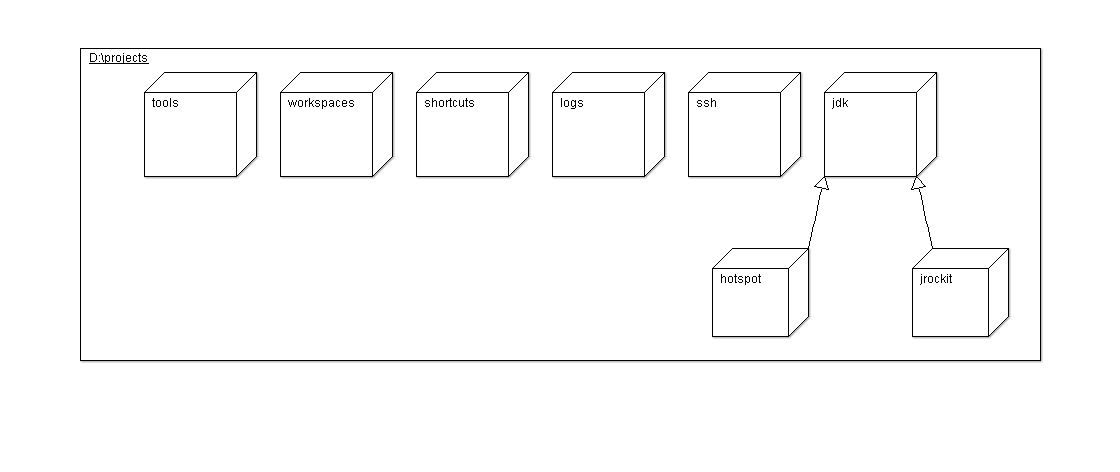 D:\projects
tools
workspaces
shortcuts
logs
ssh
jdk
hotspot
jrockit